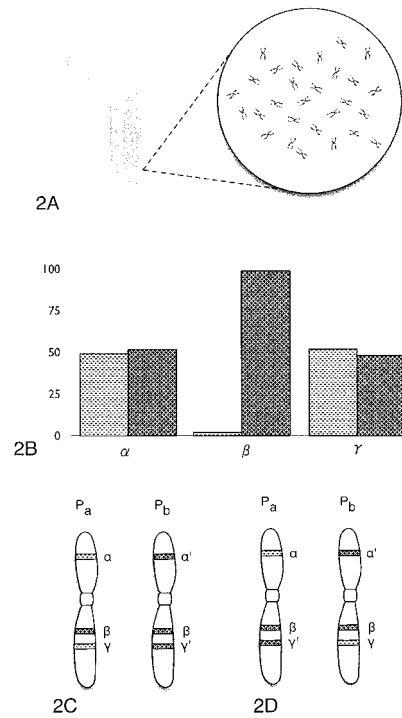 2A
100
75
50
25
0
2B
α β γ
Pa Pb Pa Pb
α α' α α'
β β β β
γ γ' γ' γ
2C 2D